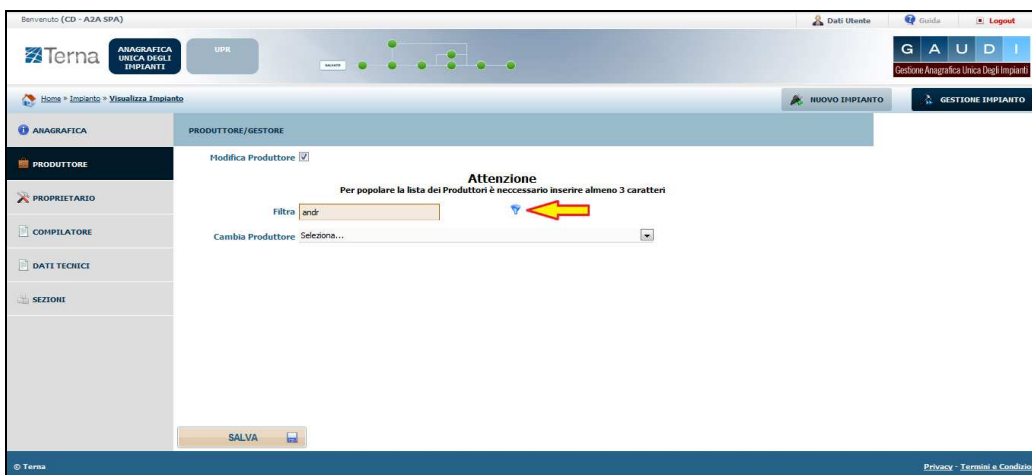 Benvenuto (CD - A2A SPA)
Dati Utente
Guida
Logout
Terna
ANAGRAFICA
UNICA DEGLI
IMPIANTI
UPR
G A U D I
Gestione Anagrafica Unica Degli Impianti
Home » Impianto » Visualizza Impianto
NUOVO IMPIANTO
GESTIONE IMPIANTO
ANAGRAFICA
PRODUTTORE/GESTORE
PRODUTTORE
Modifica Produttore
Attenzione
Per popolare la lista dei Produttori è neccessario inserire almeno 3 caratteri
PROPRIETARIO
Filtra andr
COMPILATORE
Cambia Produttore Seleziona...
DATI TECNICI
SEZIONI
SALVA
© Terna
Privacy - Termini e Condizio